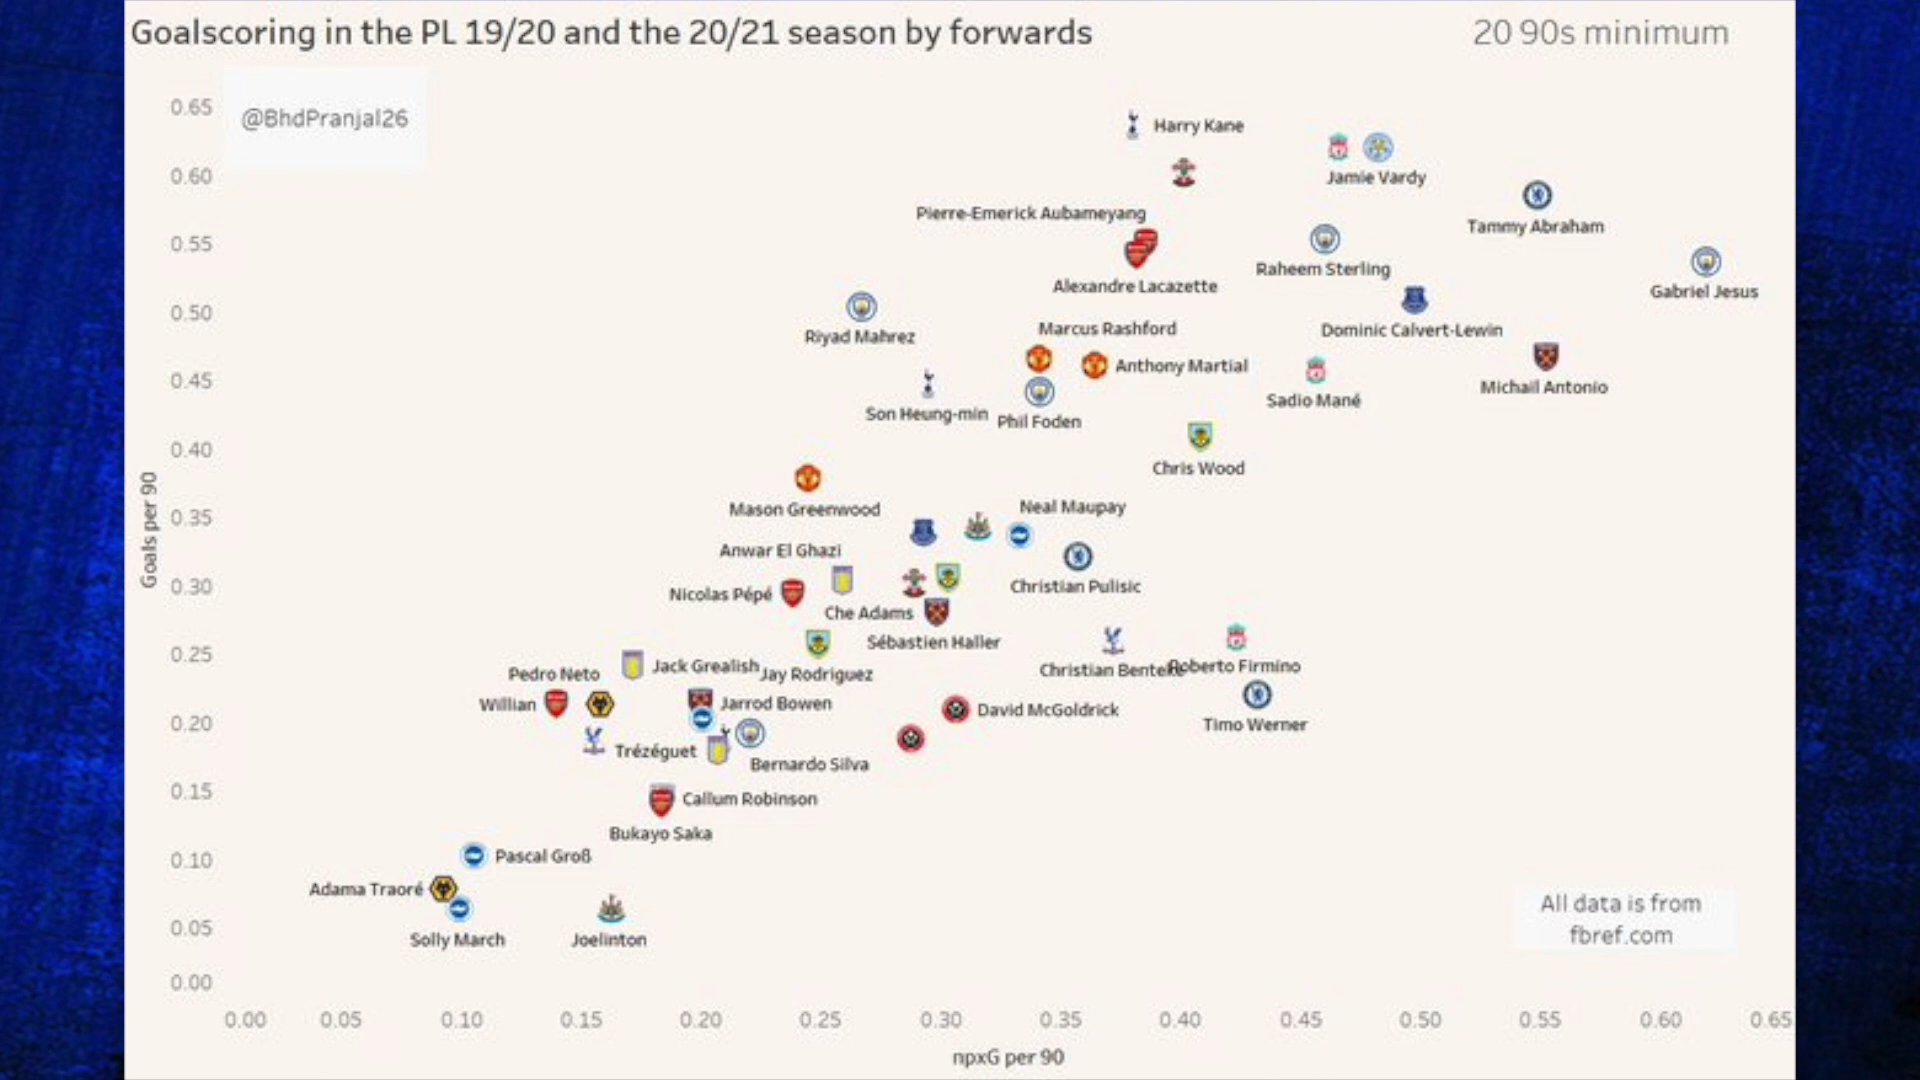 Goalscoring in the PL 19/20 and the 20/21 season by forwards
20 90s minimum
@BhdPranjal26
0.65
0.60
0.55
0.50
0.45
0.40
0.35
0.30
0.25
0.20
0.15
0.10
0.05
0.00
Goals per 90
Harry Kane
Jamie Vardy
Pierre-Emerick Aubameyang
Tammy Abraham
Raheem Sterling
Alexandre Lacazette
Gabriel Jesus
Riyad Mahrez
Marcus Rashford
Dominic Calvert-Lewin
Anthony Martial
Michail Antonio
Sadio Mané
Son Heung-min
Phil Foden
Chris Wood
Mason Greenwood
Neal Maupay
Anwar El Ghazi
Christian Pulisic
Nicolas Pépé
Che Adams
Sébastien Haller
Pedro Neto
Jack Grealish
Jay Rodriguez
Christian Benteke
Roberto Firmino
Willian
Jarrod Bowen
David McGoldrick
Timo Werner
Trézéguet
Bernardo Silva
Callum Robinson
Bukayo Saka
Pascal Groß
Adama Traoré
Solly March
Joelinton
All data is from
fbref.com
0.00 0.05 0.10 0.15 0.20 0.25 0.30 0.35 0.40 0.45 0.50 0.55 0.60 0.65
npxG per 90